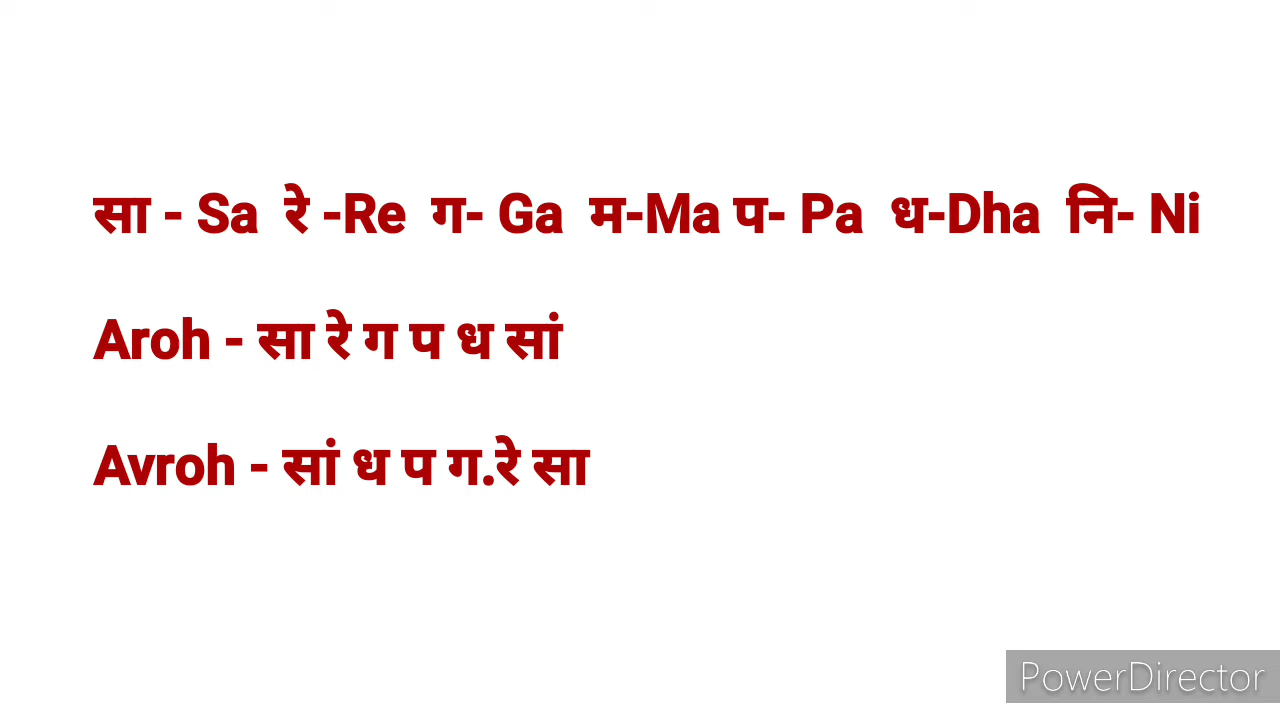 सा - Sa रे -Re ग- Ga म-Ma प- Pa ध-Dha नि- Ni
Aroh - सा रे ग प ध सां
Avroh - सां ध प ग.रे सा
PowerDirector